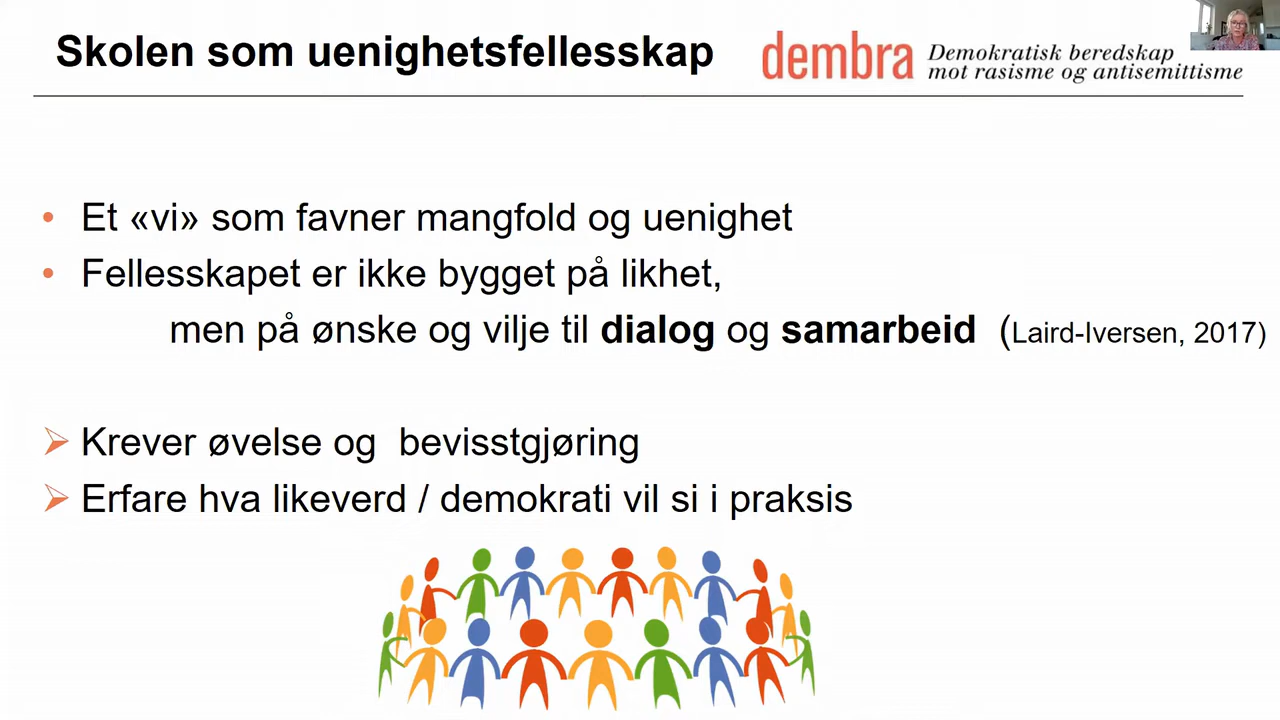 Skolen som uenighetsfellesskap
dembra
Demokratisk beredskap
mot rasisme og antisemittisme
• Et «vi» som favner mangfold og uenighet
• Fellesskapet er ikke bygget på likhet,
men på ønske og vilje til dialog og samarbeid (Laird-Iversen, 2017)
➢ Krever øvelse og bevisstgjøring
➢ Erfare hva likeverd / demokrati vil si i praksis